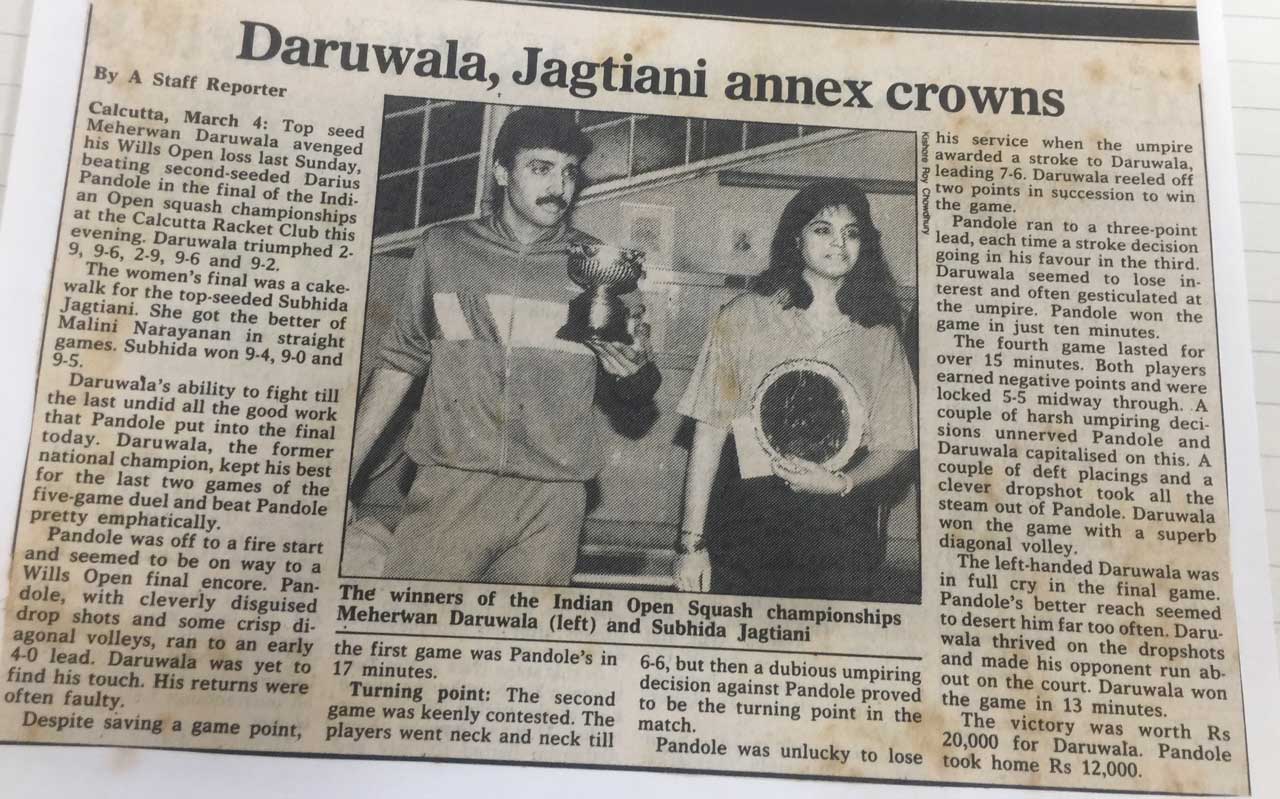 Daruwala, Jagtiani annex crowns
By A Staff Reporter
Calcutta, March 4: Top seed
Meherwan Daruwala avenged
his Wills Open loss last Sunday,
beating second-seeded Darius
Pandole in the final of the Indi-
an Open squash championships
at the Calcutta Racket Club this
evening. Daruwala triumphed 2-
9, 9-6, 2-9, 9-6 and 9-2.
The women's final was a cake-
walk for the top-seeded Subhida
Jagtiani. She got the better of
Malini Narayanan in straight
games. Subhida won 9-4, 9-0 and
9-5.
Daruwala's ability to fight till
the last undid all the good work
that Pandole put into the final
today. Daruwala, the former
national champion, kept his best
for the last two games of the
five-game duel and beat Pandole
pretty emphatically.
Pandole was off to a fire start
and seemed to be on way to a
Wills Open final encore. Pan-
dole, with cleverly disguised
drop shots and some crisp di-
agonal volleys, ran to an early
4-0 lead. Daruwala was yet to
find his touch. His returns were
often faulty.
Despite saving a game point,
Kishore Roy Chowdhury
The winners of the Indian Open Squash championships
Meherwan Daruwala (left) and Subhida Jagtiani
the first game was Pandole's in
17 minutes.
Turning point: The second
game was keenly contested. The
players went neck and neck till
6-6, but then a dubious umpiring
decision against Pandole proved
to be the turning point in the
match.
Pandole was unlucky to lose
his service when the umpire
awarded a stroke to Daruwala,
leading 7-6. Daruwala reeled off
two points in succession to win
the game.
Pandole ran to a three-point
lead, each time a stroke decision
going in his favour in the third.
Daruwala seemed to lose in-
terest and often gesticulated at
the umpire. Pandole won the
game in just ten minutes.
The fourth game lasted for
over 15 minutes. Both players
earned negative points and were
locked 5-5 midway through. A
couple of harsh umpiring deci-
sions unnerved Pandole and
Daruwala capitalised on this. A
couple of deft placings and a
clever dropshot took all the
steam out of Pandole. Daruwala
won the game with a superb
diagonal volley.
The left-handed Daruwala was
in full cry in the final game.
Pandole's better reach seemed
to desert him far too often. Daru-
wala thrived on the dropshots
and made his opponent run ab-
out on the court. Daruwala won
the game in 13 minutes.
The victory was worth Rs
20,000 for Daruwala. Pandole
took home Rs 12,000.